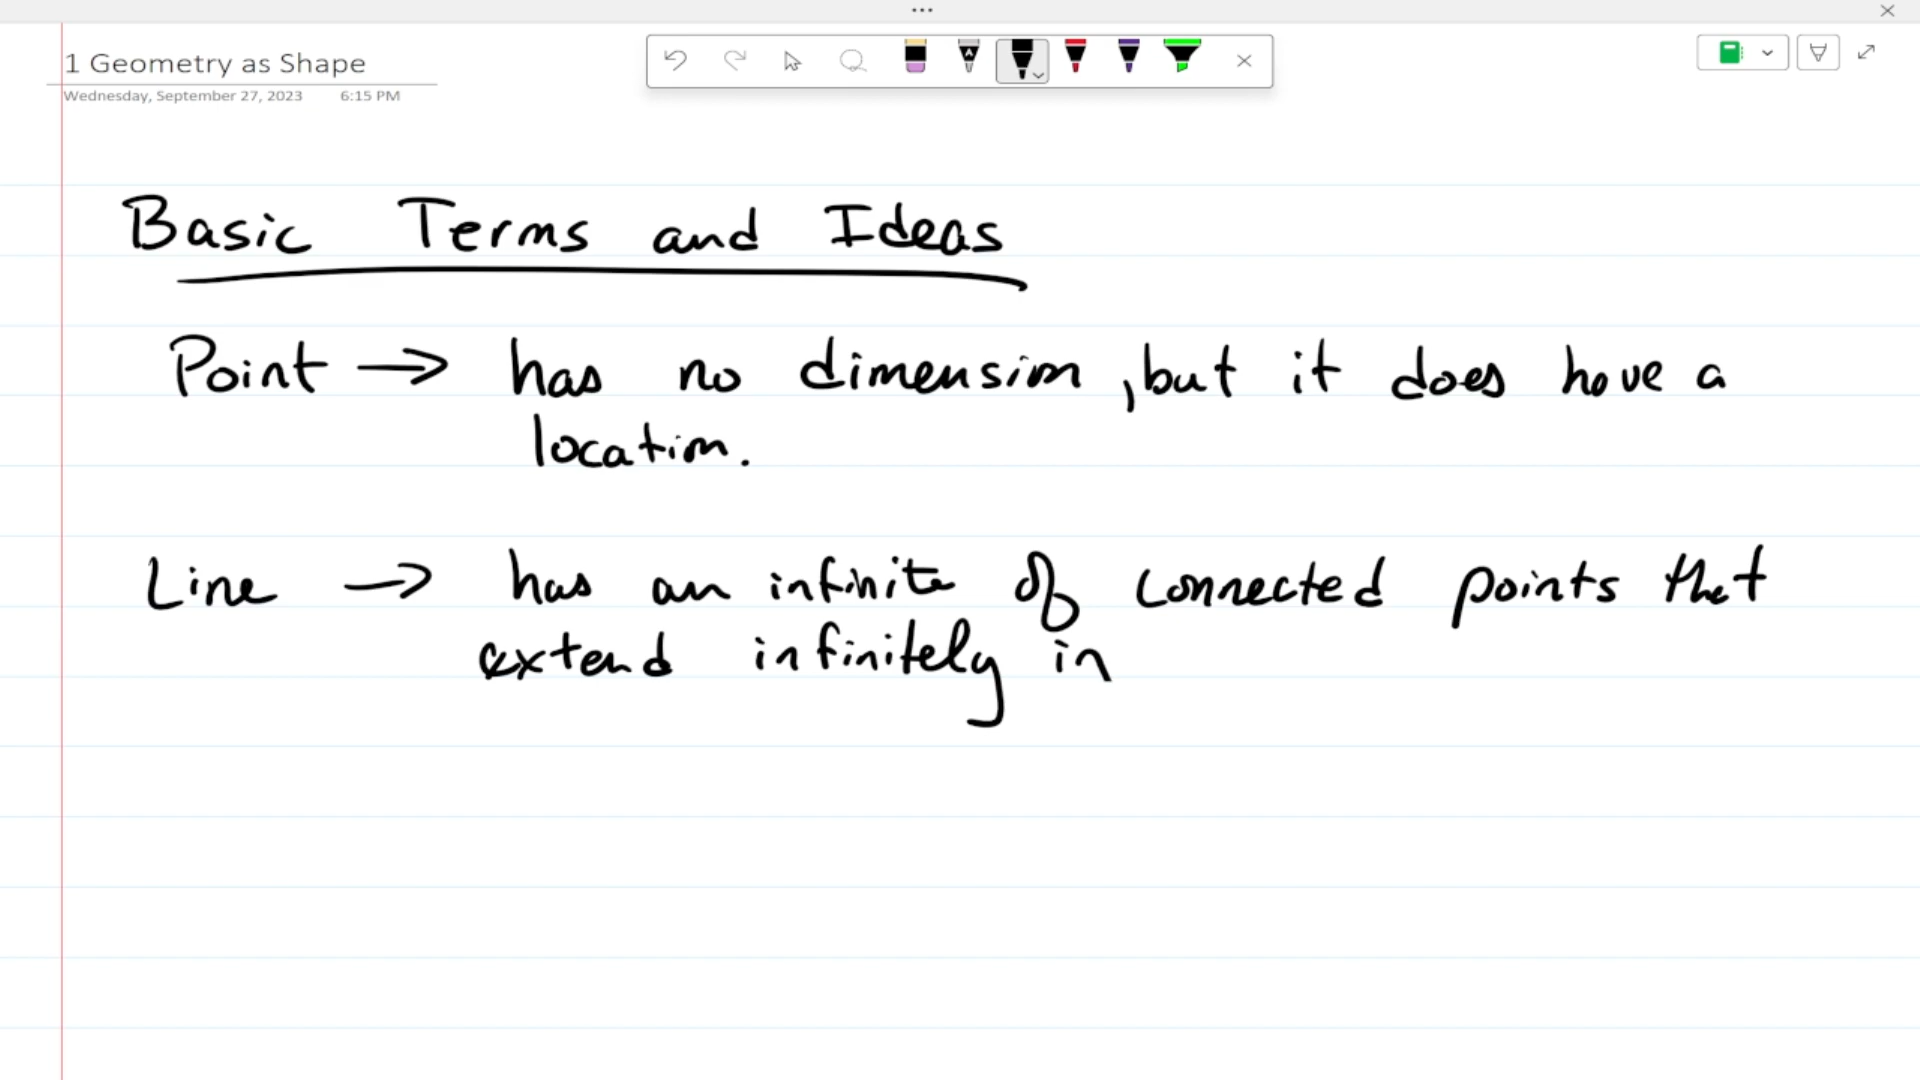 1 Geometry as Shape
Wednesday, September 27, 2023 6:15 PM
Basic Terms and Ideas
Point → has no dimension, but it does have a
location.
Line → has an infinite of connected points that
extend infinitely in